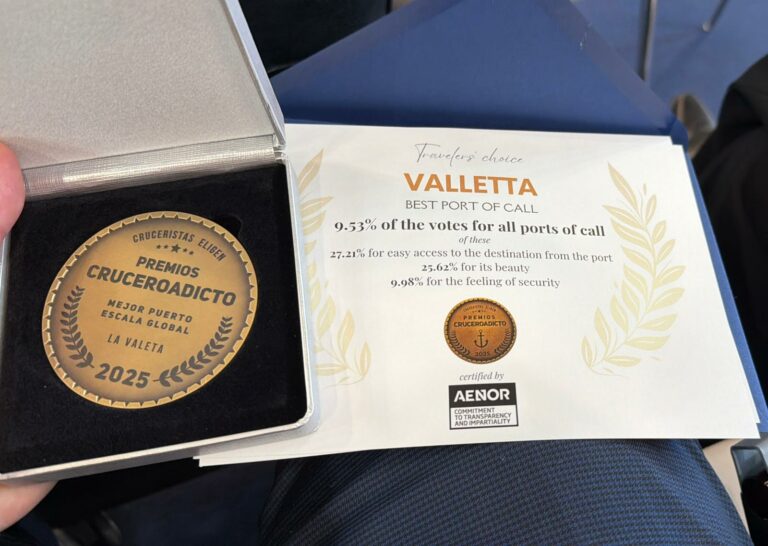 CRUCERISTAS ELIGEN
PREMIOS
CRUCEROADICTO
MEJOR PUERTO
ESCALA GLOBAL
LA VALETA
2025
Travelers' choice
VALLETTA
BEST PORT OF CALL
9.53% of the votes for all ports of call
of these
27.21% for easy access to the destination from the port
25.62% for its beauty
9.98% for the feeling of security
PREMIOS
CRUCEROADICTO
2025
certified by
AENOR
COMMITMENT
TO TRANSPARENCY
AND IMPARTIALITY